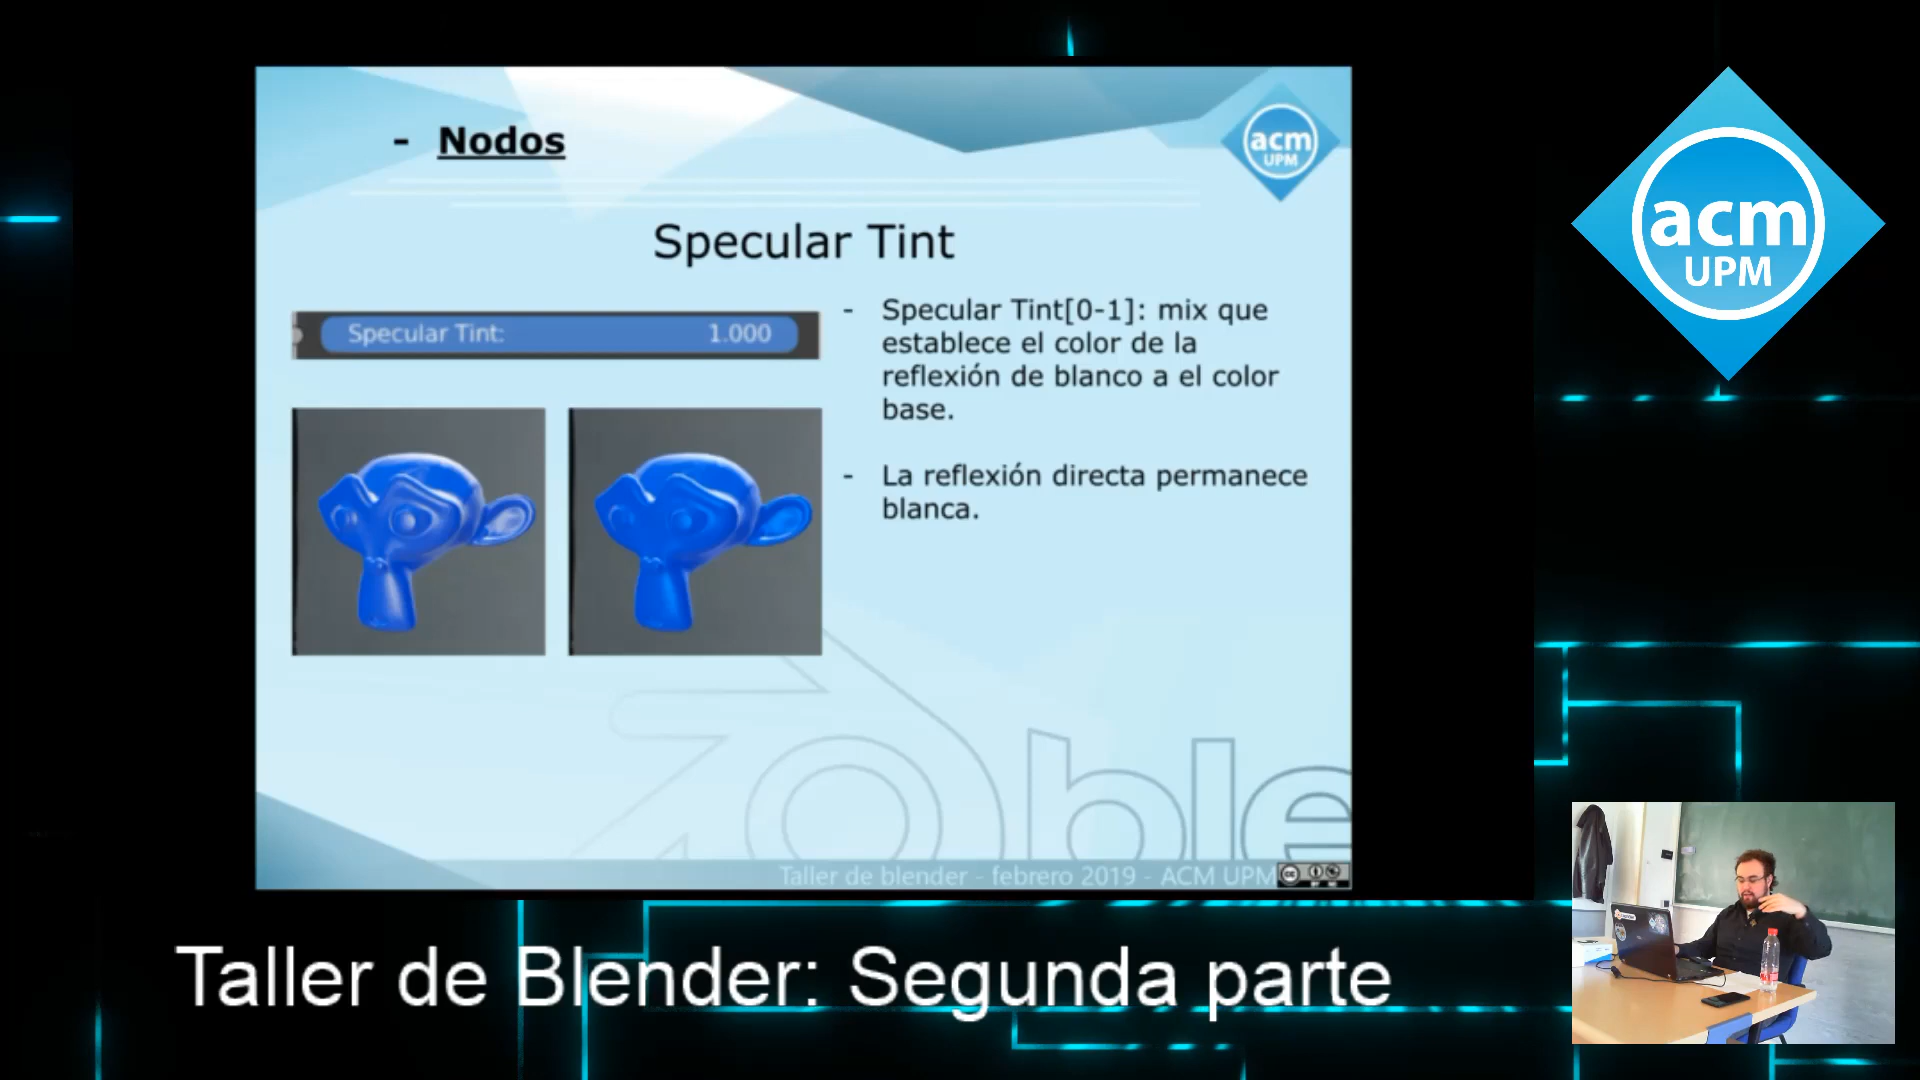 - Nodos
acm
UPM
Specular Tint
Specular Tint: 1.000
- Specular Tint[0-1]: mix que
establece el color de la
reflexión de blanco a el color
base.
- La reflexión directa permanece
blanca.
ble
Taller de blender - febrero 2019 - ACM UPM
cc
acm
UPM
Taller de Blender: Segunda parte